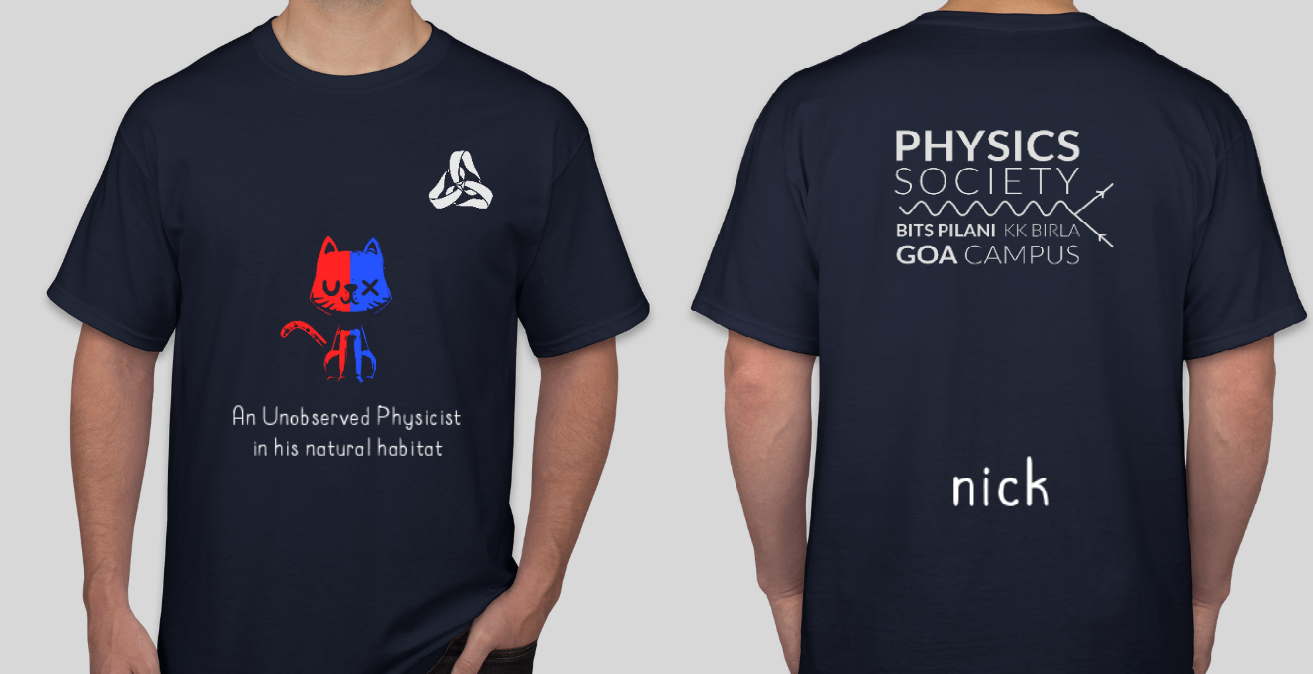 An Unobserved Physicist
in his natural habitat
PHYSICS
SOCIETY
BITS PILANI KK BIRLA
GOA CAMPUS
nick